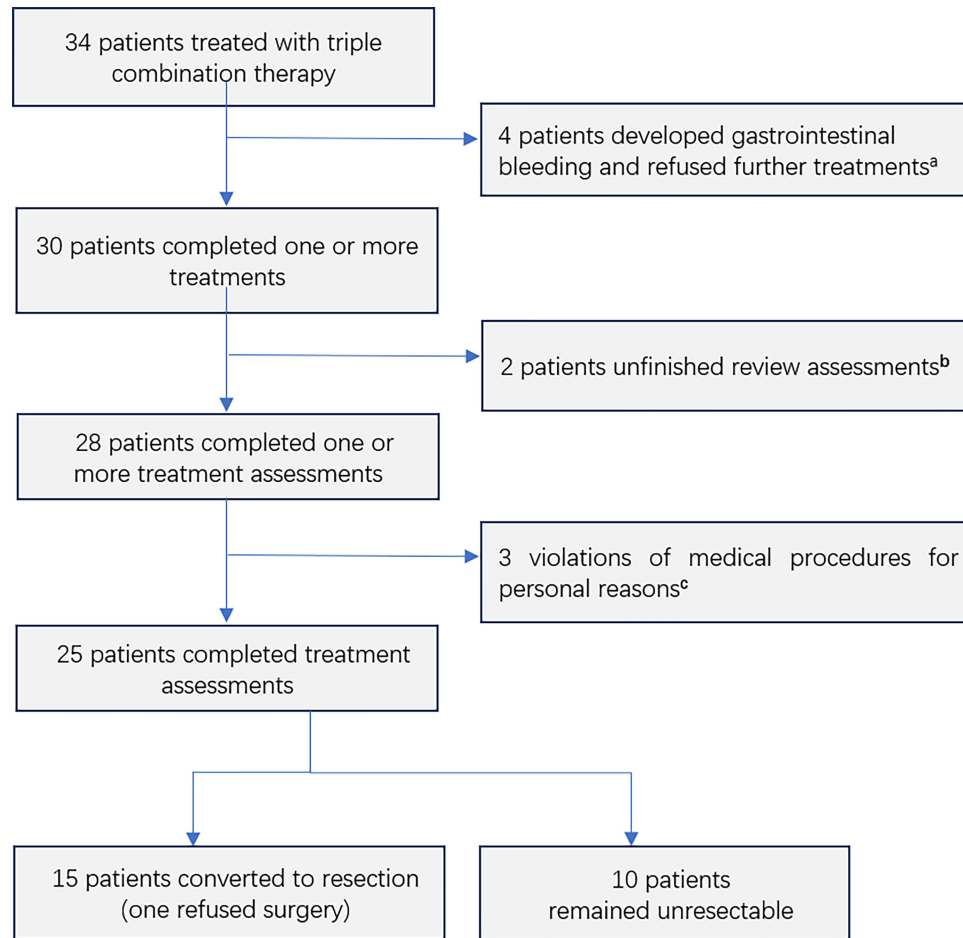 34 patients treated with triple
combination therapy
4 patients developed gastrointestinal
bleeding and refused further treatmentsᵃ
30 patients completed one or more
treatments
2 patients unfinished review assessmentsᵇ
28 patients completed one or
more treatment assessments
3 violations of medical procedures for
personal reasonsᶜ
25 patients completed treatment
assessments
15 patients converted to resection
(one refused surgery)
10 patients
remained unresectable